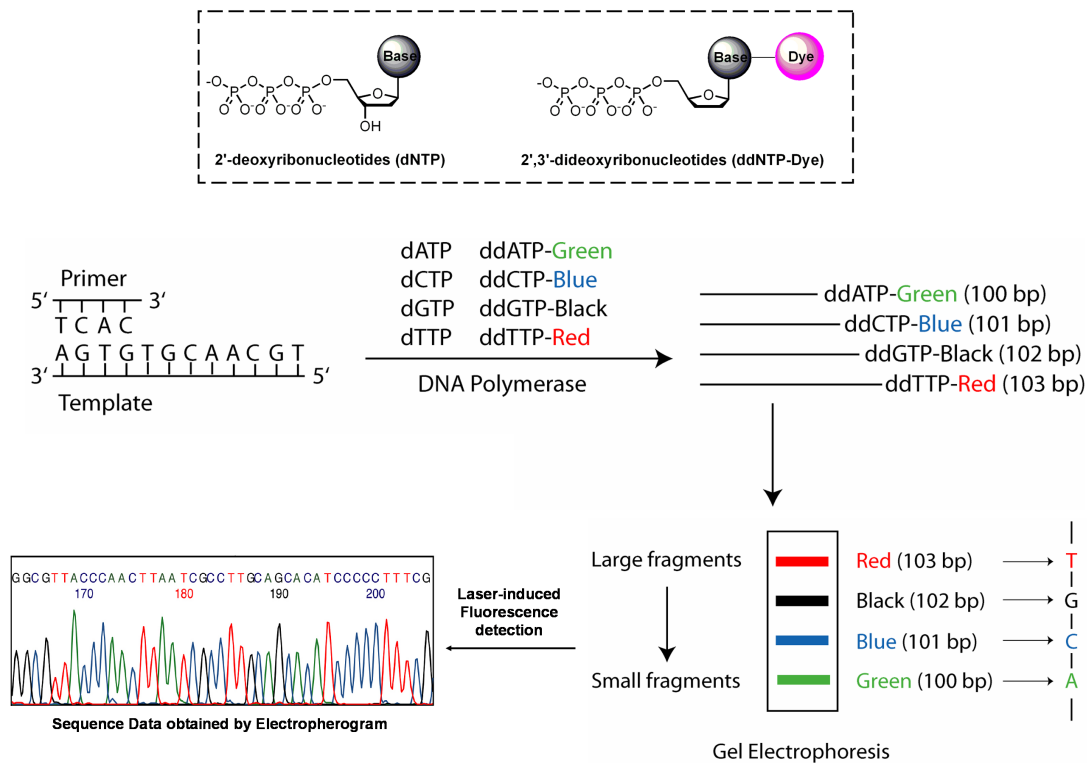 Base
Base
Dye
-O
P
O
P
O
P
O
O
O
O-
O
O-
O
O-
OH
-O
P
O
P
O
P
O
O
O
O-
O
O-
O
O-
2'-deoxyribonucleotides (dNTP)
2',3'-dideoxyribonucleotides (ddNTP-Dye)
dATP ddATP-Green
dCTP ddCTP-Blue
dGTP ddGTP-Black
dTTP ddTTP-Red
DNA Polymerase
Primer
5‘ 3‘
T C A C
A G T G T G C A A C G T
3‘ 5‘
Template
ddATP-Green (100 bp)
ddCTP-Blue (101 bp)
ddGTP-Black (102 bp)
ddTTP-Red (103 bp)
Large fragments
Small fragments
Red (103 bp) T
Black (102 bp) G
Blue (101 bp) C
Green (100 bp) A
Gel Electrophoresis
Laser-induced
Fluorescence
detection
GGCGTTACCCAACTTAATCGCCTTGCAGCACATCCCCCTTTCG
170 180 190 200
Sequence Data obtained by Electropherogram